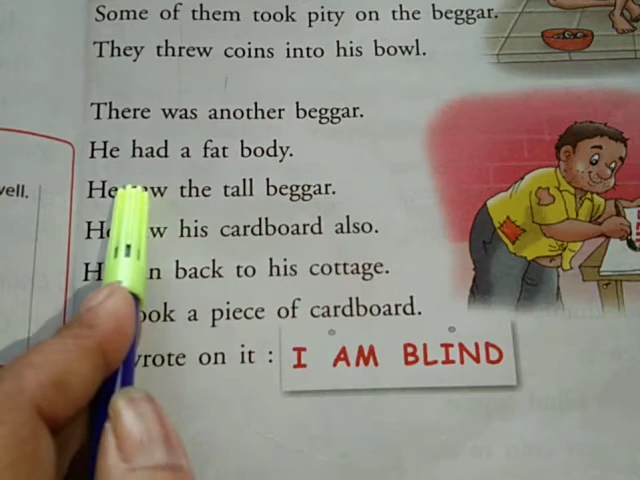 Some of them took pity on the beggar.
They threw coins into his bowl.
There was another beggar.
He had a fat body.
He the tall beggar.
his cardboard also.
back to his cottage.
a piece of cardboard.
on it : I AM BLIND